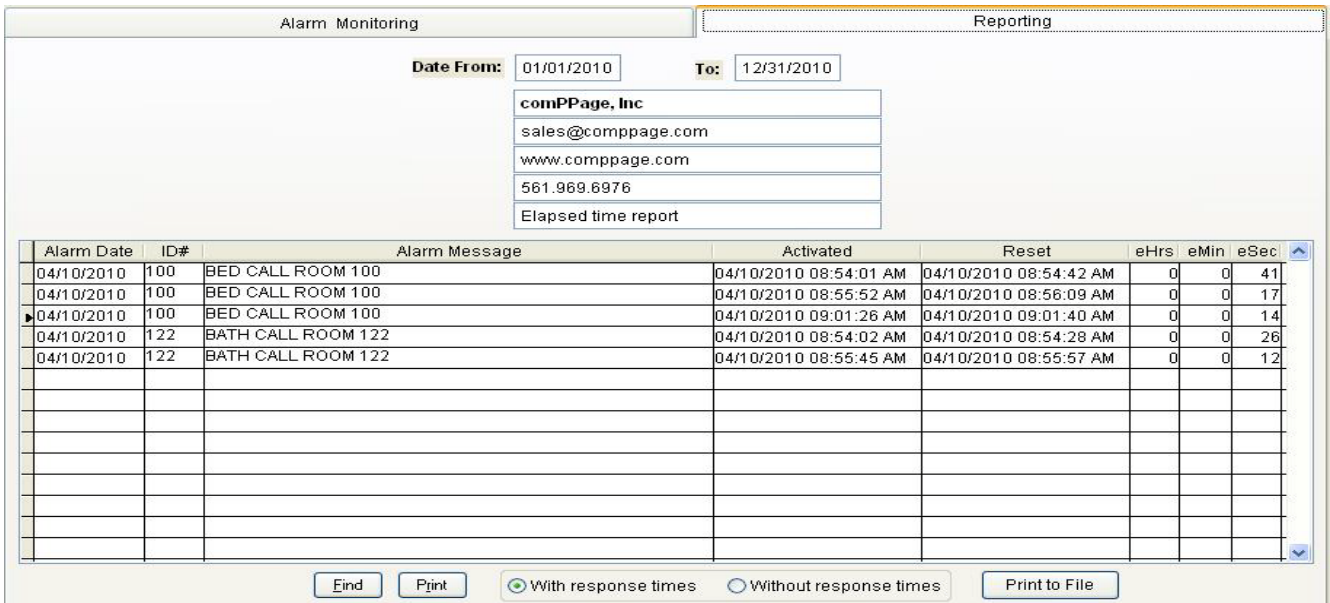 Alarm Monitoring Reporting
Date From: 01/01/2010 To: 12/31/2010
comPPage, Inc
sales@comppage.com
www.comppage.com
561.969.6976
Elapsed time report
Alarm Date ID# Alarm Message Activated Reset eHrs eMin eSec
04/10/2010 100 BED CALL ROOM 100 04/10/2010 08:54:01 AM 04/10/2010 08:54:42 AM 0 0 41
04/10/2010 100 BED CALL ROOM 100 04/10/2010 08:55:52 AM 04/10/2010 08:56:09 AM 0 0 17
04/10/2010 100 BED CALL ROOM 100 04/10/2010 09:01:26 AM 04/10/2010 09:01:40 AM 0 0 14
04/10/2010 122 BATH CALL ROOM 122 04/10/2010 08:54:02 AM 04/10/2010 08:54:28 AM 0 0 26
04/10/2010 122 BATH CALL ROOM 122 04/10/2010 08:55:45 AM 04/10/2010 08:55:57 AM 0 0 12
Find Print With response times Without response times Print to File